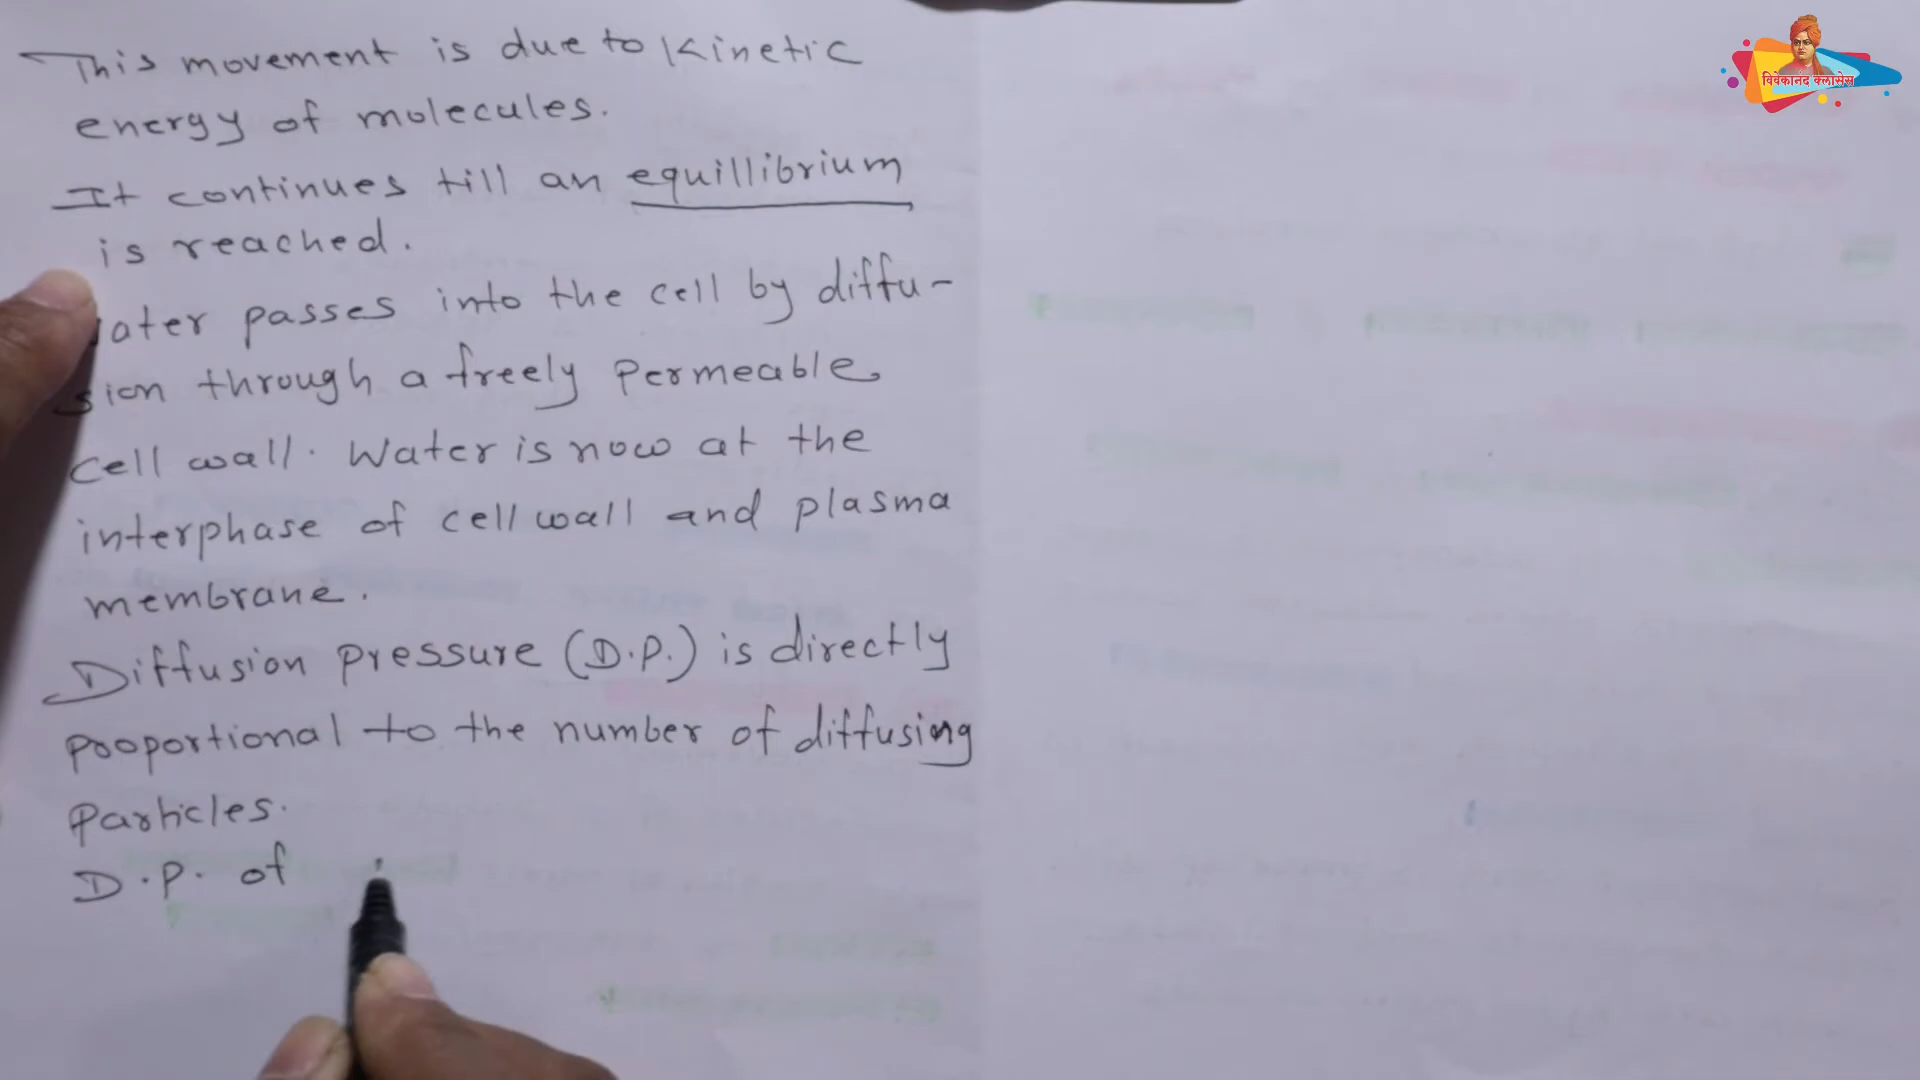 This movement is due to Kinetic
energy of molecules.
It continues till an equillibrium
is reached.
ater passes into the cell by diffu-
sion through a freely permeable
cell wall. Water is now at the
interphase of cell wall and plasma
membrane.
Diffusion pressure (D.P.) is directly
proportional to the number of diffusing
particles.
D.P. of
विवेकानंद क्लासेस